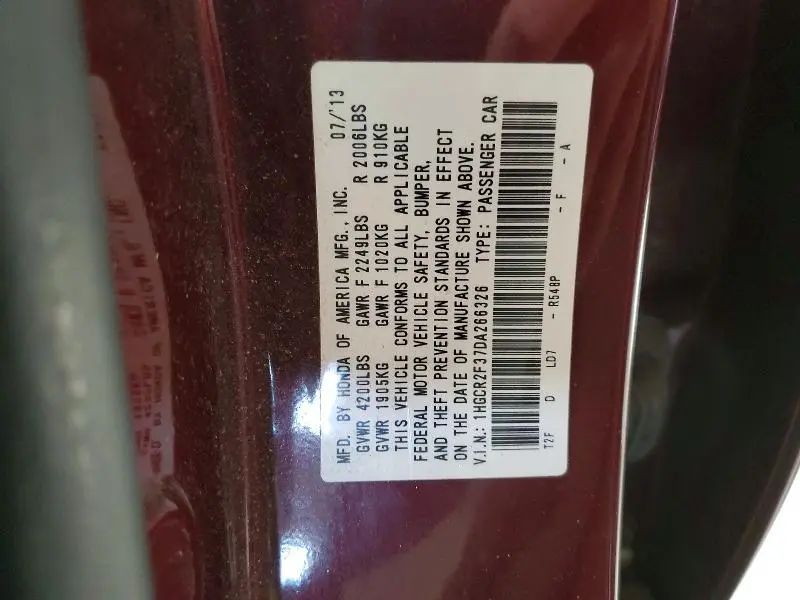 MFD. BY HONDA OF AMERICA MFG., INC. 07/'13
GVWR 4200LBS GAWR F 2249LBS R 2006LBS
GVWR 1905KG GAWR F 1020KG R 910KG
THIS VEHICLE CONFORMS TO ALL APPLICABLE
FEDERAL MOTOR VEHICLE SAFETY, BUMPER,
AND THEFT PREVENTION STANDARDS IN EFFECT
ON THE DATE OF MANUFACTURE SHOWN ABOVE.
V.I.N.: 1HGCR2F37DA266326 TYPE: PASSENGER CAR
T2F D LD7 - R548P - F - A